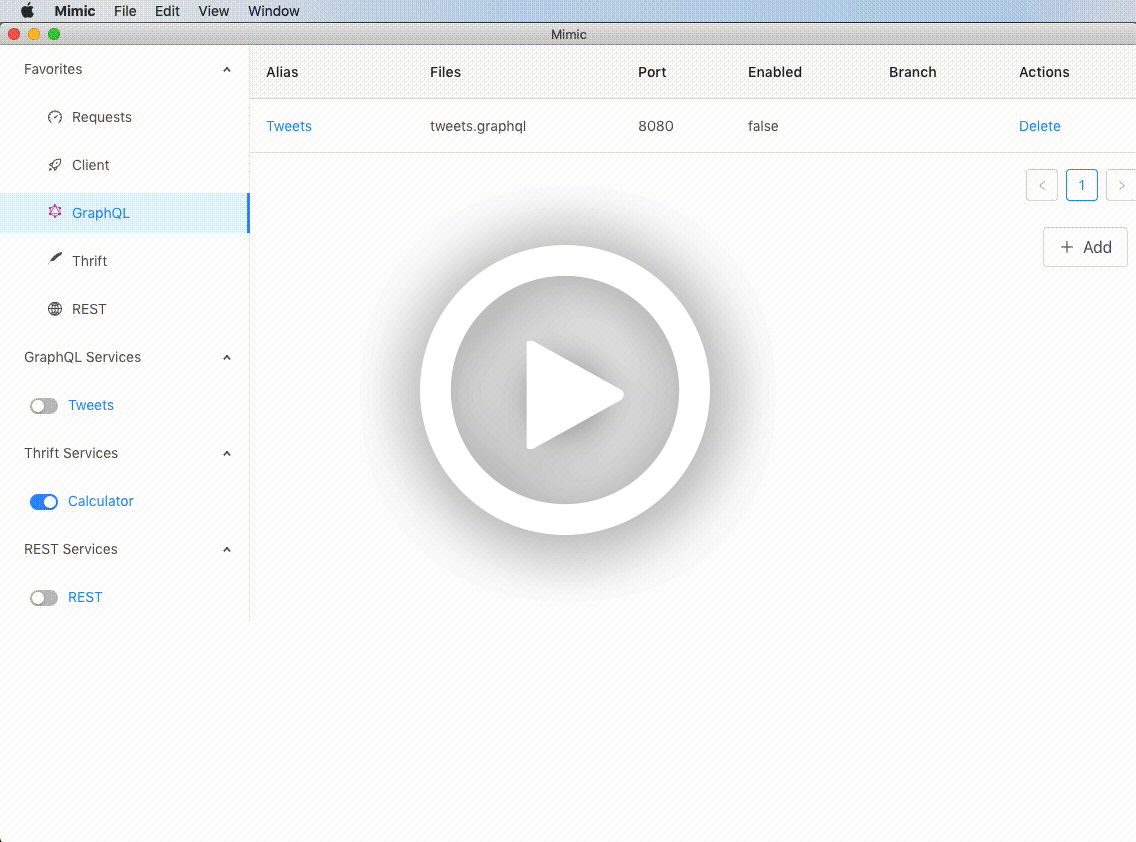 Mimic File Edit View Window
Mimic
Favorites
Requests
Client
GraphQL
Thrift
REST
GraphQL Services
Tweets
Thrift Services
Calculator
REST Services
REST
Alias Files Port Enabled Branch Actions
Tweets tweets.graphql 8080 false Delete
< 1 >
+ Add